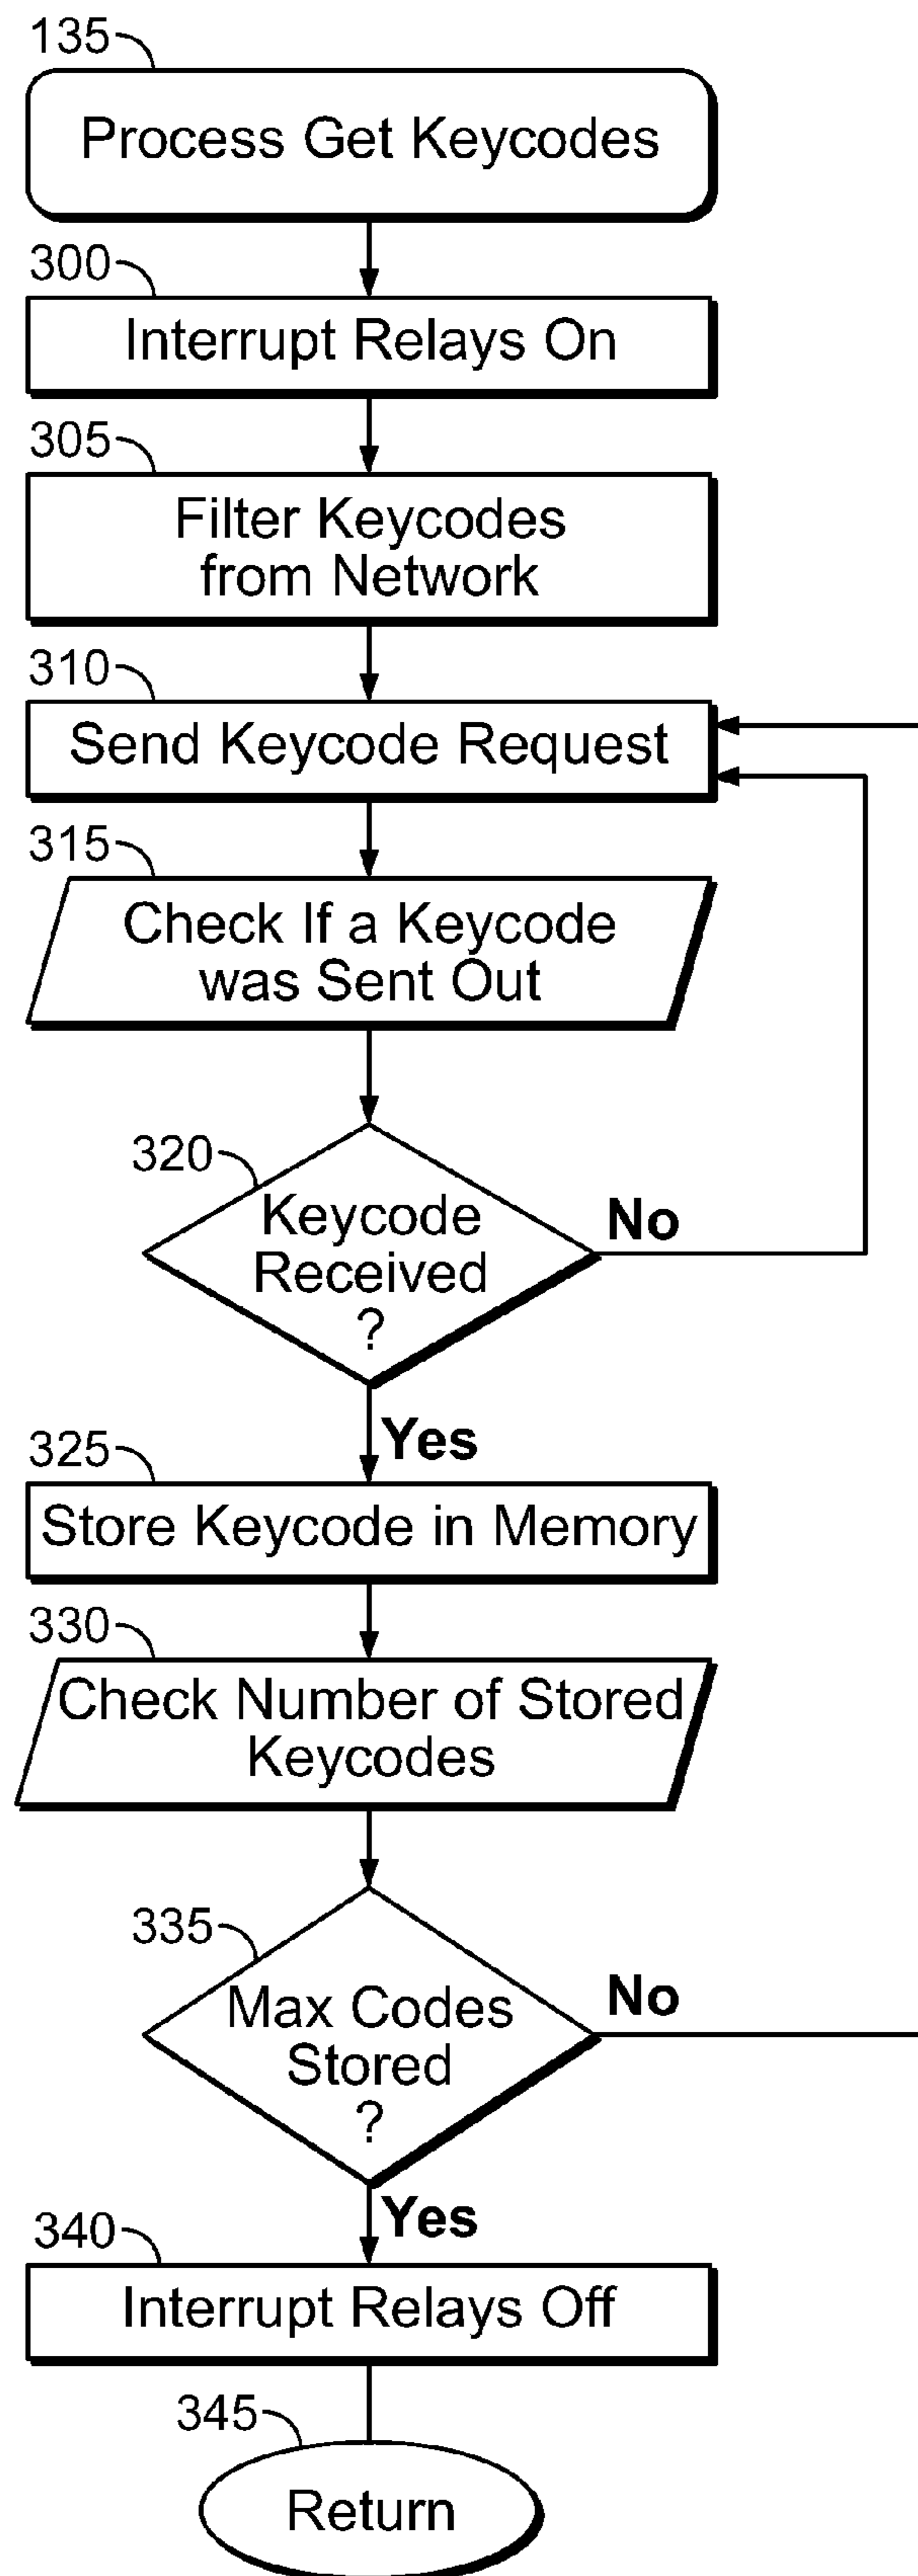 135
Process Get Keycodes
300
Interrupt Relays On
305
Filter Keycodes
from Network
310
Send Keycode Request
315
Check If a Keycode
was Sent Out
320
Keycode
Received
?
No
Yes
325
Store Keycode in Memory
330
Check Number of Stored
Keycodes
335
Max Codes
Stored
?
No
Yes
340
Interrupt Relays Off
345
Return